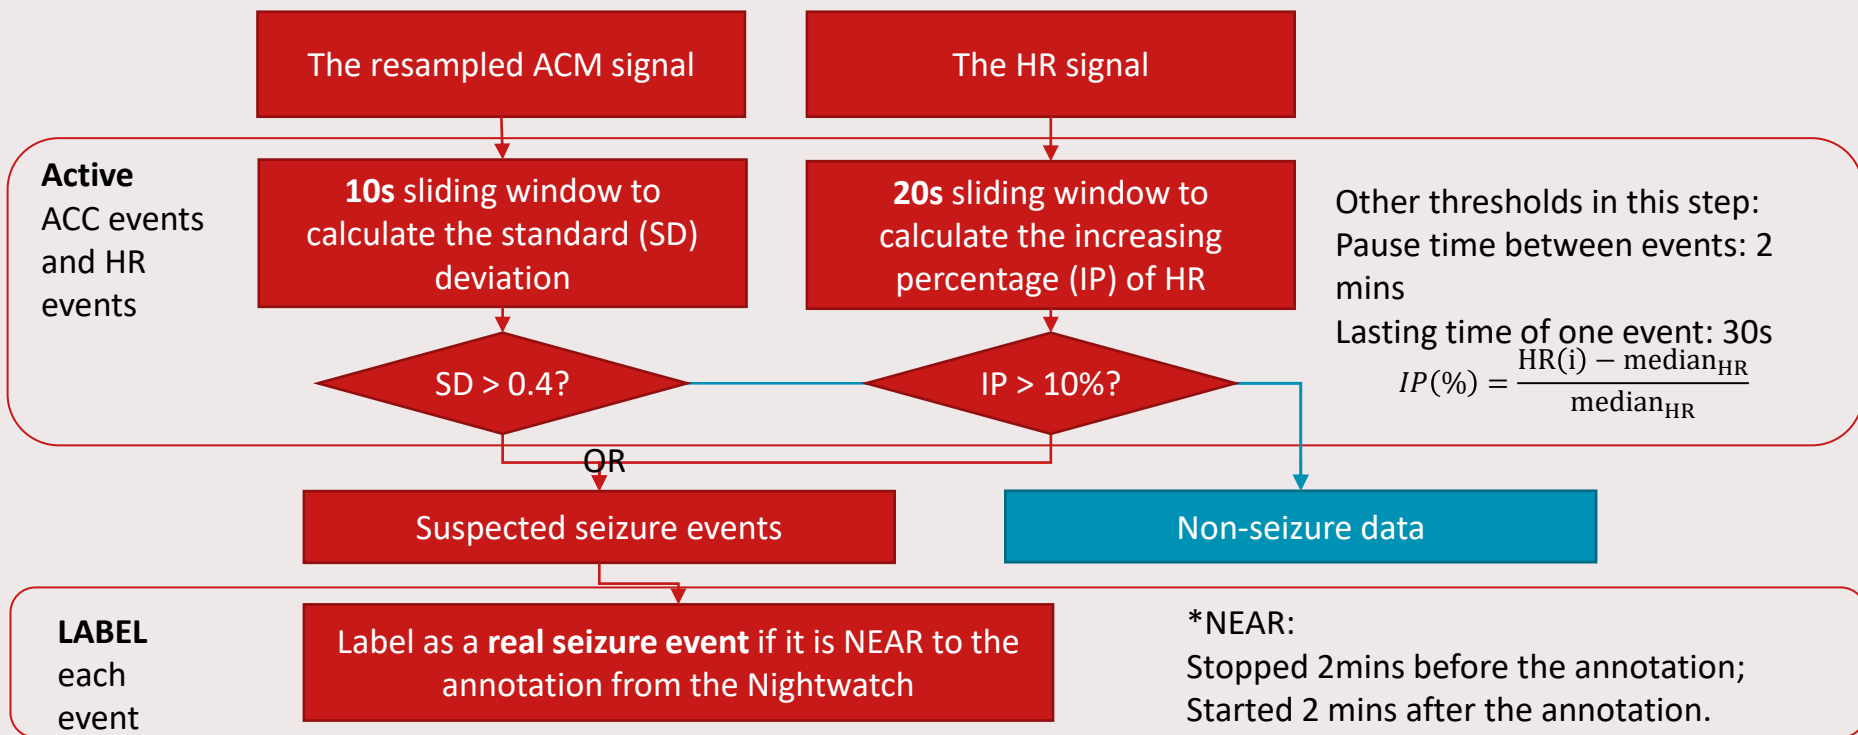 The resampled ACM signal
The HR signal
Active
ACC events
and HR
events
10s sliding window to
calculate the standard (SD)
deviation
20s sliding window to
calculate the increasing
percentage (IP) of HR
Other thresholds in this step:
Pause time between events: 2
mins
Lasting time of one event: 30s
IP(%) = (HR(i) − median_HR) / median_HR
SD > 0.4?
IP > 10%?
OR
Suspected seizure events
Non-seizure data
LABEL
each
event
Label as a real seizure event if it is NEAR to the
annotation from the Nightwatch
*NEAR:
Stopped 2mins before the annotation;
Started 2 mins after the annotation.